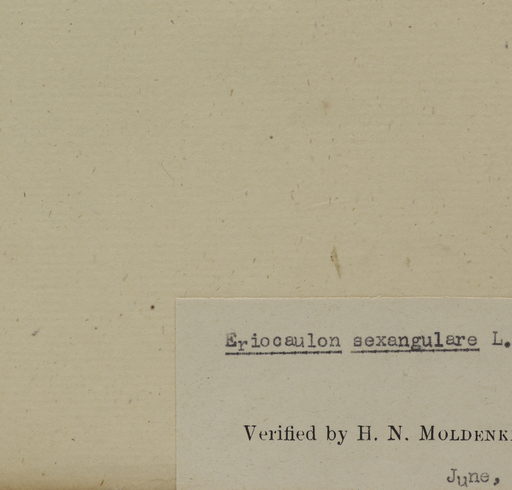 Eriocaulon sexangulare L.
Verified by H. N. MOLDENK
June,